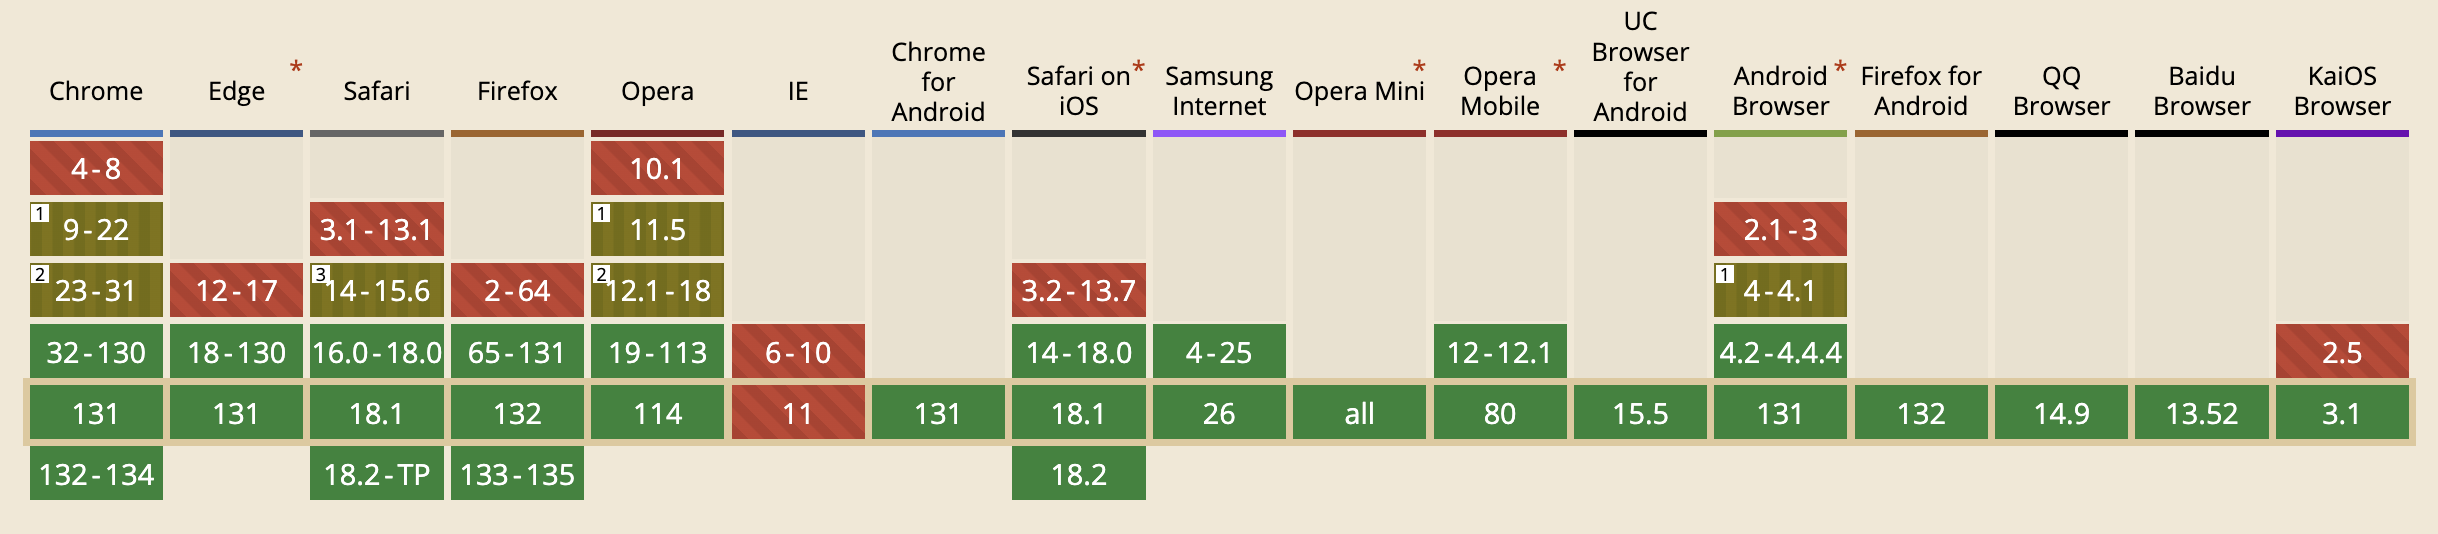 Chrome
Edge *
Safari
Firefox
Opera
IE
Chrome
for
Android
Safari on *
iOS
Samsung
Internet
Opera Mini *
Opera *
Mobile
UC
Browser
for
Android
Android *
Browser
Firefox for
Android
QQ
Browser
Baidu
Browser
KaiOS
Browser
4-8 10.1
1 9-22 3.1-13.1 1 11.5 2.1-3
2 23-31 12-17 3 14-15.6 2-64 2 12.1-18 3.2-13.7 1 4-4.1
32-130 18-130 16.0-18.0 65-131 19-113 6-10 14-18.0 4-25 12-12.1 4.2-4.4.4 2.5
131 131 18.1 132 114 11 131 18.1 26 all 80 15.5 131 132 14.9 13.52 3.1
132-134 18.2-TP 133-135 18.2